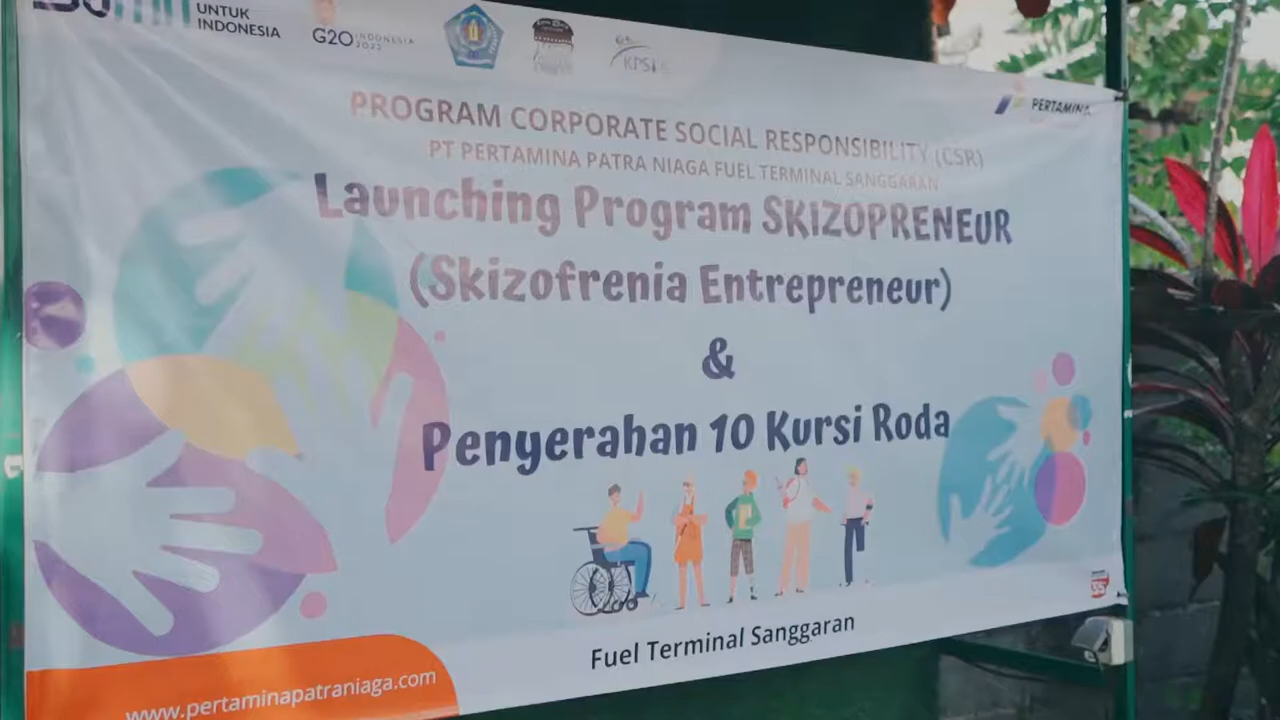 UNTUK
INDONESIA
G20 INDONESIA
2022
PERTAMINA
PROGRAM CORPORATE SOCIAL RESPONSIBILITY (CSR)
PT PERTAMINA PATRA NIAGA FUEL TERMINAL SANGGARAN
Launching Program SKIZOPRENEUR
(Skizofrenia Entrepreneur)
&
Penyerahan 10 Kursi Roda
Fuel Terminal Sanggaran
www.pertaminapatraniaga.com